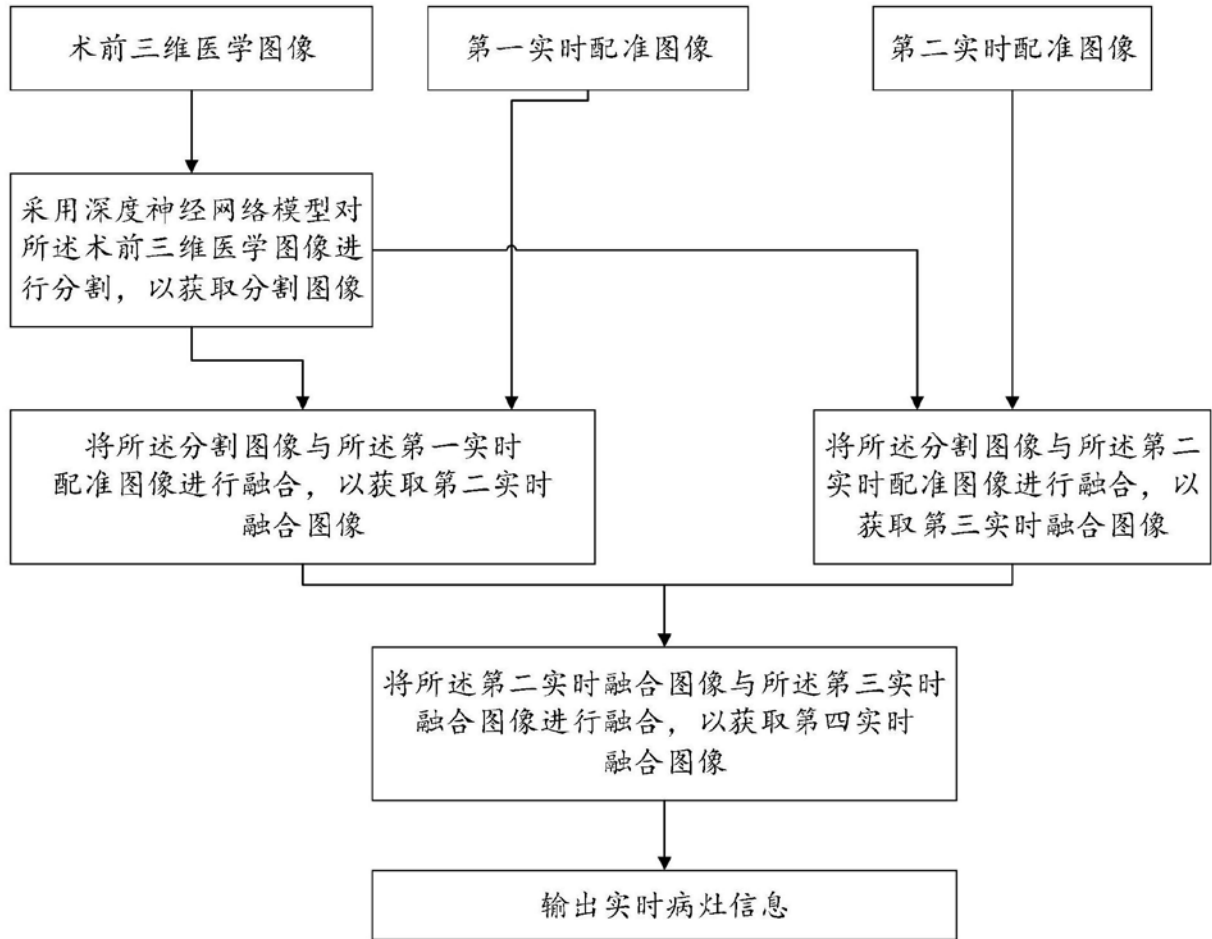 术前三维医学图像
第一实时配准图像
第二实时配准图像
采用深度神经网络模型对
所述术前三维医学图像进
行分割，以获取分割图像
将所述分割图像与所述第一实时
配准图像进行融合，以获取第二实时
融合图像
将所述分割图像与所述第二
实时配准图像进行融合，以
获取第三实时融合图像
将所述第二实时融合图像与所述第三实时
融合图像进行融合，以获取第四实时
融合图像
输出实时病灶信息